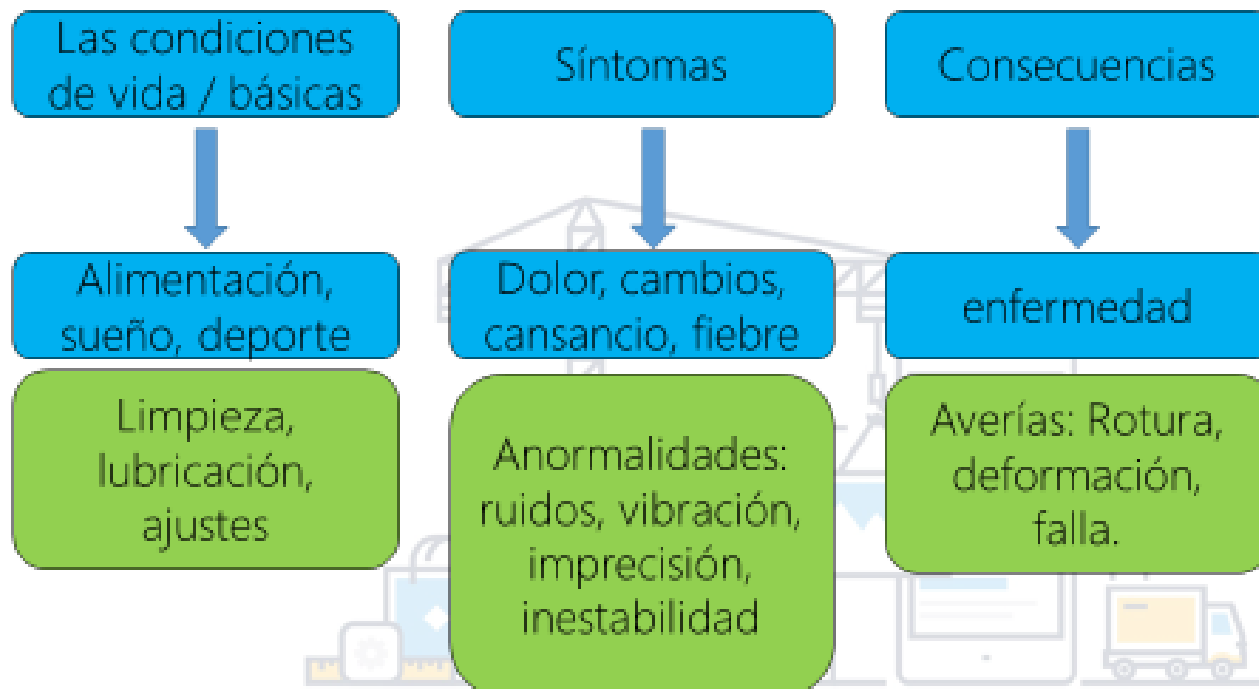 Las condiciones
de vida / básicas
Síntomas
Consecuencias
Alimentación,
sueño, deporte
Dolor, cambios,
cansancio, fiebre
enfermedad
Limpieza,
lubricación,
ajustes
Anormalidades:
ruidos, vibración,
imprecisión,
inestabilidad
Averías: Rotura,
deformación,
falla.